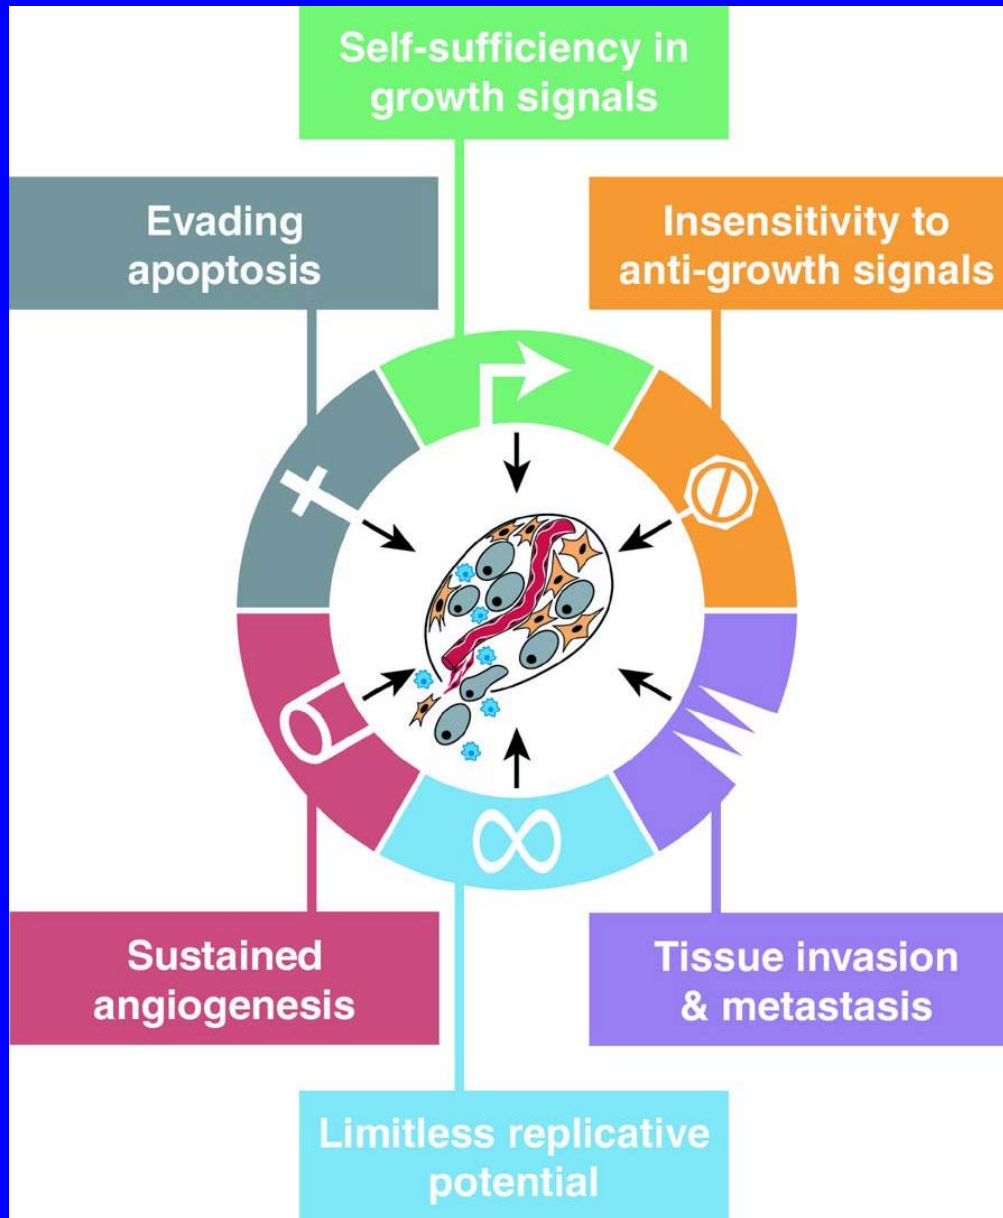 Self-sufficiency in
growth signals
Evading
apoptosis
Insensitivity to
anti-growth signals
Sustained
angiogenesis
Tissue invasion
& metastasis
Limitless replicative
potential